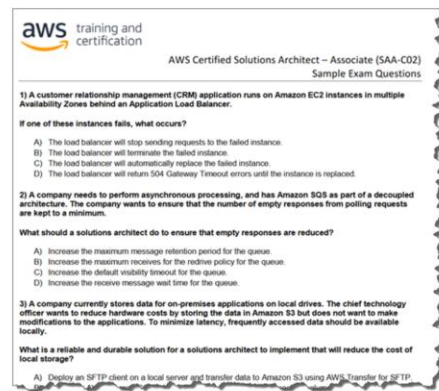 aws training and
certification
AWS Certified Solutions Architect – Associate (SAA-C02)
Sample Exam Questions
1) A customer relationship management (CRM) application runs on Amazon EC2 instances in multiple
Availability Zones behind an Application Load Balancer.
If one of these instances fails, what occurs?
A) The load balancer will stop sending requests to the failed instance.
B) The load balancer will terminate the failed instance.
C) The load balancer will automatically replace the failed instance.
D) The load balancer will return 504 Gateway Timeout errors until the instance is replaced.
2) A company needs to perform asynchronous processing, and has Amazon SQS as part of a decoupled
architecture. The company wants to ensure that the number of empty responses from polling requests
are kept to a minimum.
What should a solutions architect do to ensure that empty responses are reduced?
A) Increase the maximum message retention period for the queue.
B) Increase the maximum receives for the redrive policy for the queue.
C) Increase the default visibility timeout for the queue.
D) Increase the receive message wait time for the queue.
3) A company currently stores data for on-premises applications on local drives. The chief technology
officer wants to reduce hardware costs by storing the data in Amazon S3 but does not want to make
modifications to the applications. To minimize latency, frequently accessed data should be available
locally.
What is a reliable and durable solution for a solutions architect to implement that will reduce the cost of
local storage?
A) Deploy an SFTP client on a local server and transfer data to Amazon S3 using AWS Transfer for SFTP.